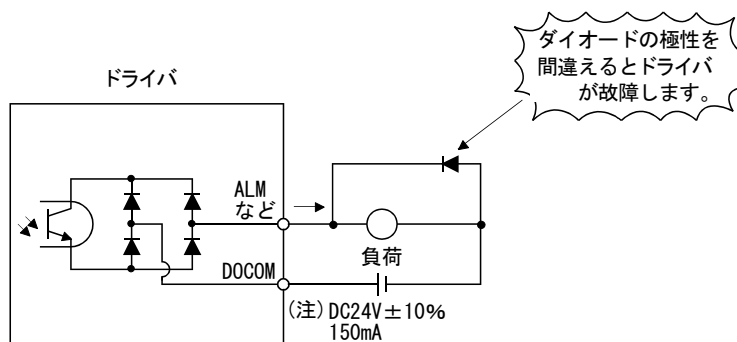 ダイオードの極性を
間違えるとドライバ
が故障します。
ドライバ
ALM
など
負荷
DOCOM
(注) DC24V±10%
150mA